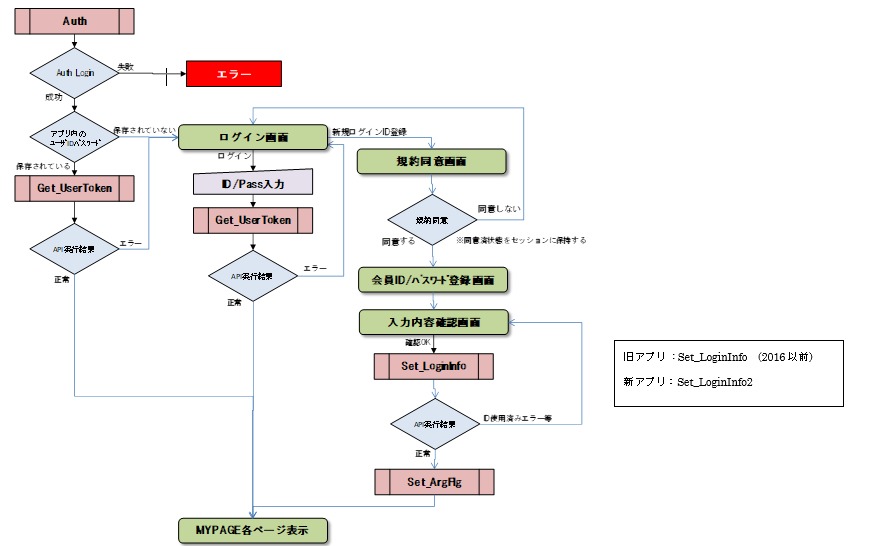 Auth
Auth Login
失敗
エラー
成功
アプリ内の
ユーザID/パスワード
保存されていない
保存されている
ログイン画面
新規ログインID登録
ログイン
規約同意画面
Get_UserToken
ID/Pass入力
Get_UserToken
規約同意
同意しない
同意する
※同意済状態をセッションに保持する
API実行結果
エラー
正常
API実行結果
エラー
正常
会員ID/パスワード登録画面
入力内容確認画面
確認OK
Set_LoginInfo
旧アプリ：Set_LoginInfo （2016以前）
新アプリ：Set_LoginInfo2
API実行結果
ID使用済みエラー等
正常
Set_ArgFlg
MYPAGE各ページ表示